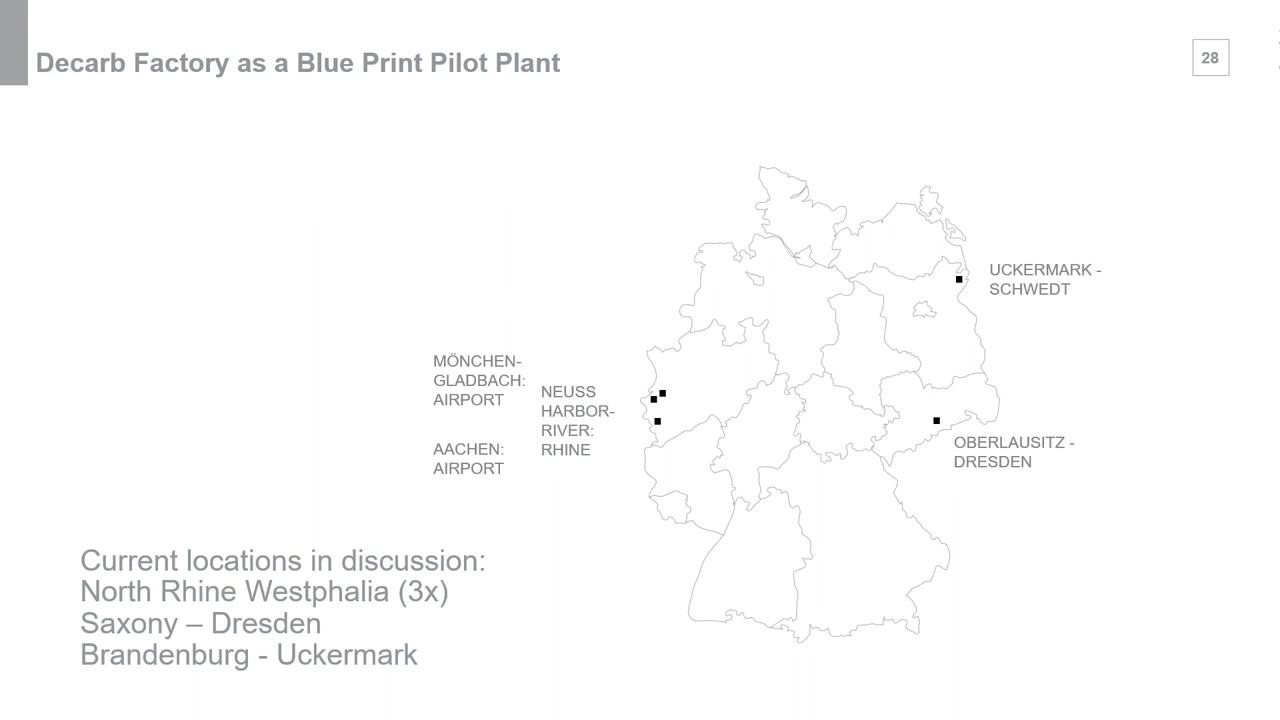 Decarb Factory as a Blue Print Pilot Plant
28
UCKERMARK -
SCHWEDT
MÖNCHEN-
GLADBACH:
AIRPORT
NEUSS
HARBOR-
RIVER:
RHINE
AACHEN:
AIRPORT
OBERLAUSITZ -
DRESDEN
Current locations in discussion:
North Rhine Westphalia (3x)
Saxony – Dresden
Brandenburg - Uckermark